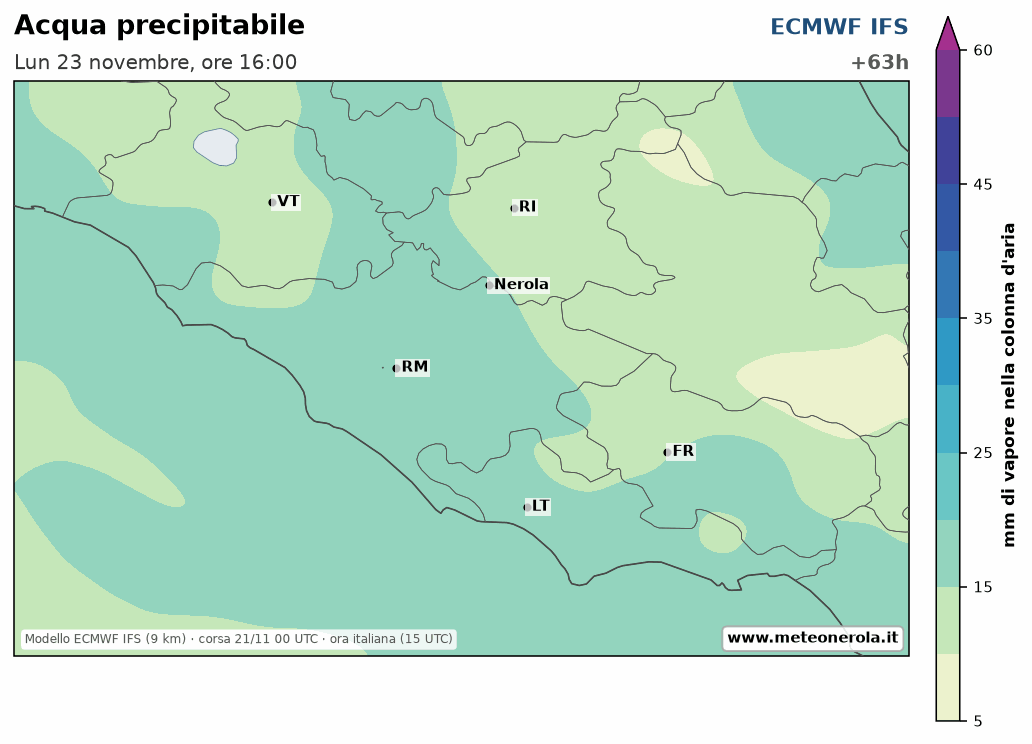 Acqua precipitabile
ECMWF IFS
Lun 23 novembre, ore 16:00
+63h
60
45
35
25
15
5
mm di vapore nella colonna d'aria
VT
RI
Nerola
RM
FR
LT
Modello ECMWF IFS (9 km) · corsa 21/11 00 UTC · ora italiana (15 UTC)
www.meteonerola.it